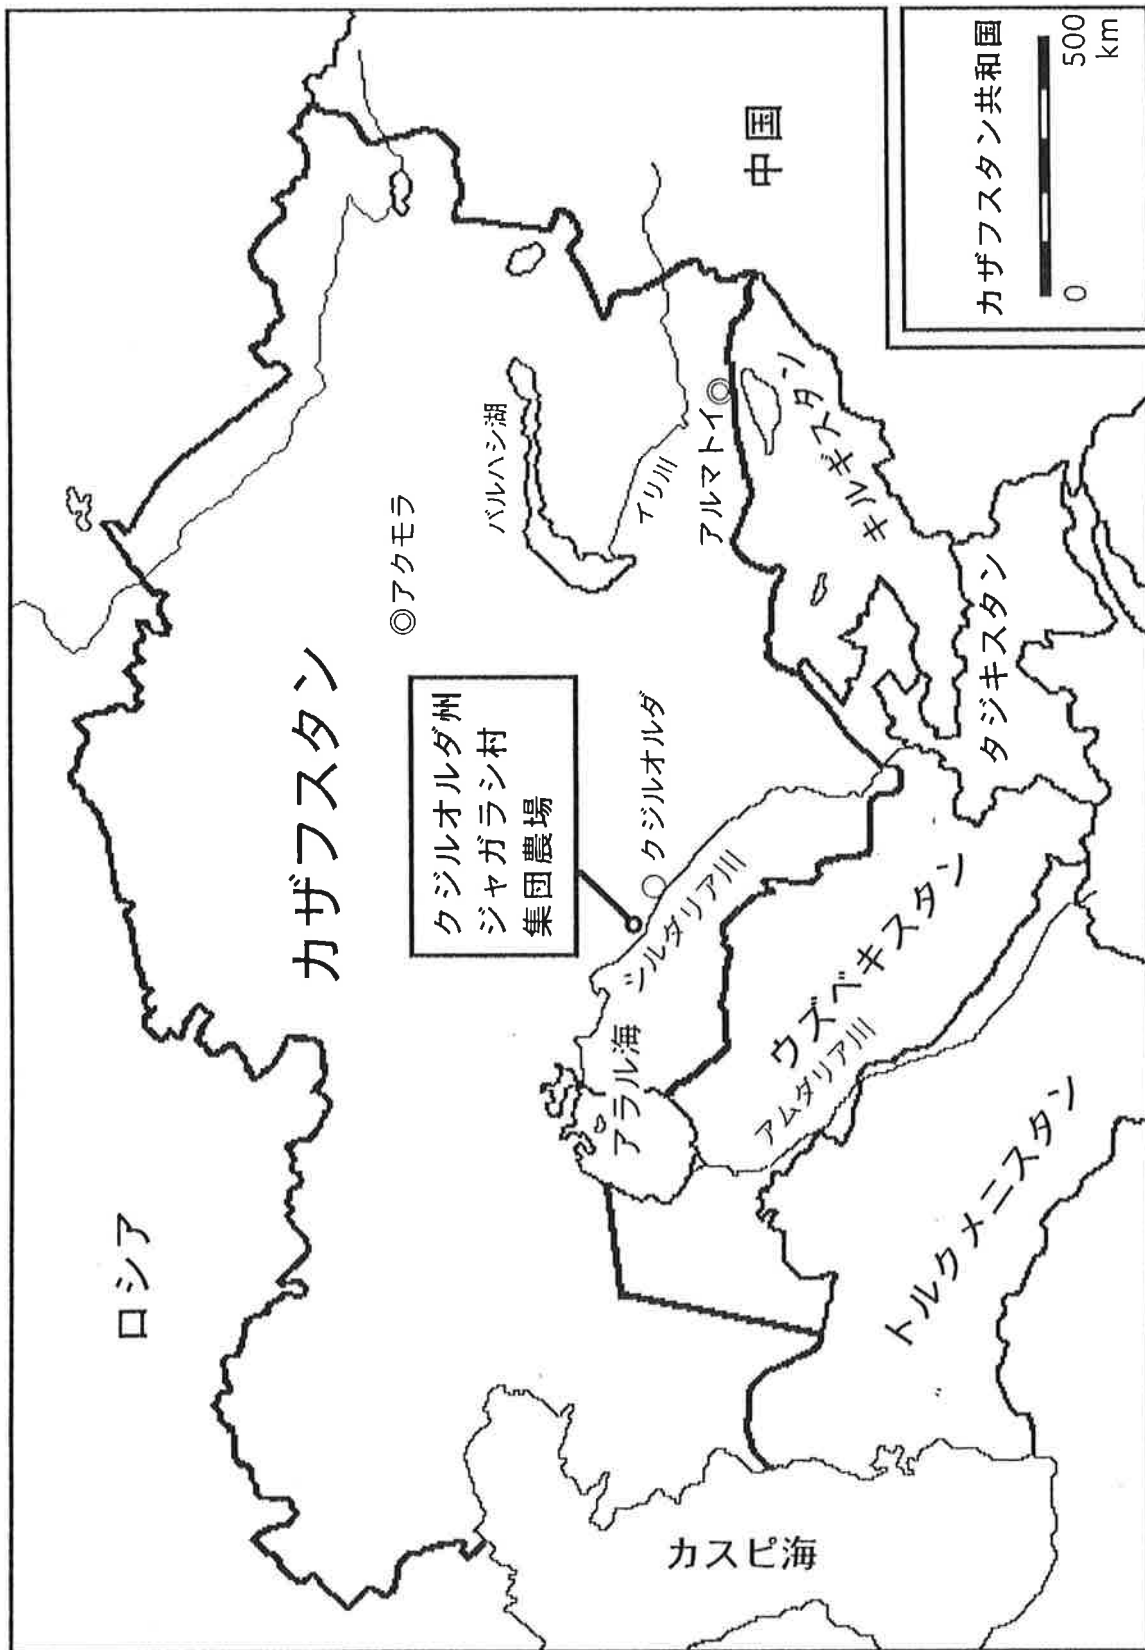 ロシア
カザフスタン
アクモラ
クジルオルダ州
ジャガラシ村
集団農場
バルハシ湖
イリ川
アルマトイ
中国
クジルオルダ
シルダリア川
アラル海
キルギスタン
タジキスタン
ウズベキスタン
アムダリア川
トルクメニスタン
カスピ海
カザフスタン共和国
0
500
km